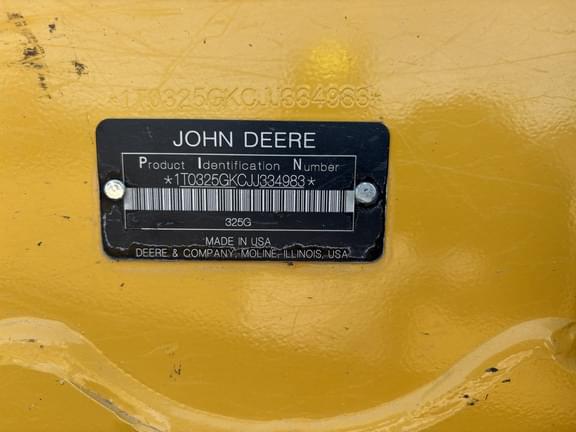 *1T0325GKCJJ334983*
JOHN DEERE
Product Identification Number
*1T0325GKCJJ334983*
325G
MADE IN USA
DEERE & COMPANY, MOLINE, ILLINOIS, USA